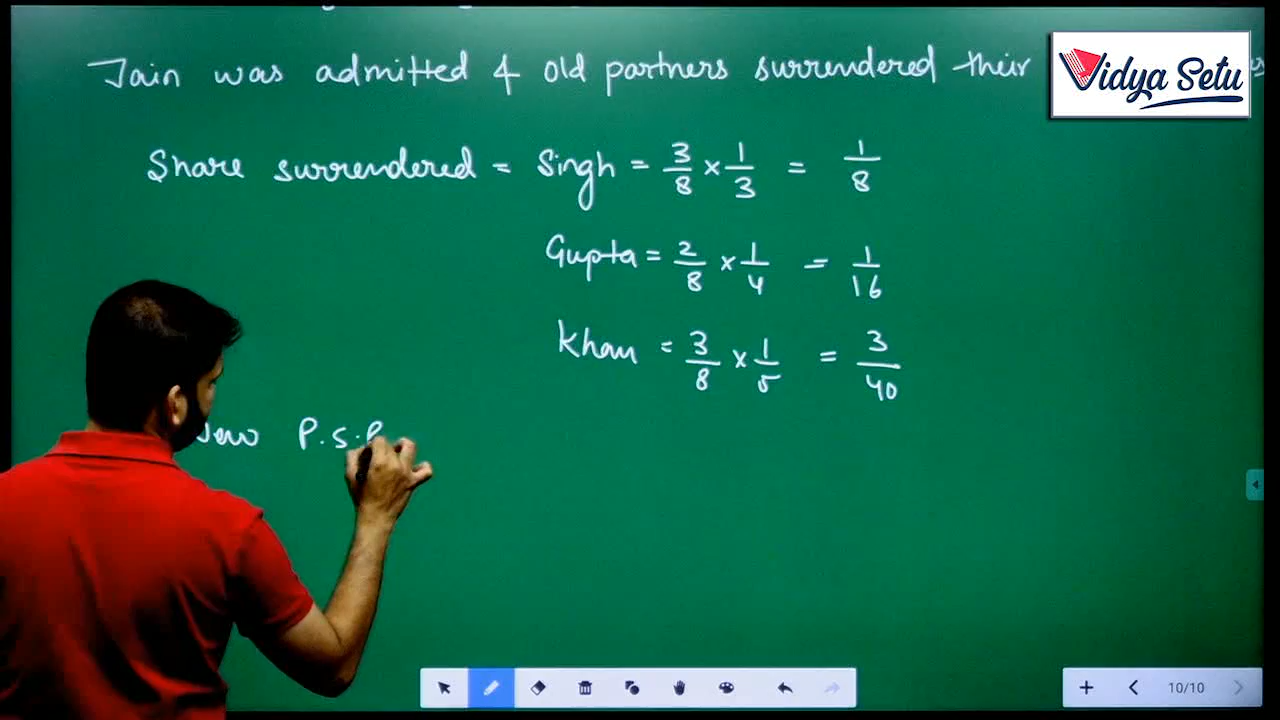 Jain was admitted & old partners surrendered their
Vidya Setu
Share surrendered = Singh = 3/8 × 1/3 = 1/8
Gupta = 2/8 × 1/4 = 1/16
Khan = 3/8 × 1/5 = 3/40
New P.S.R
10/10